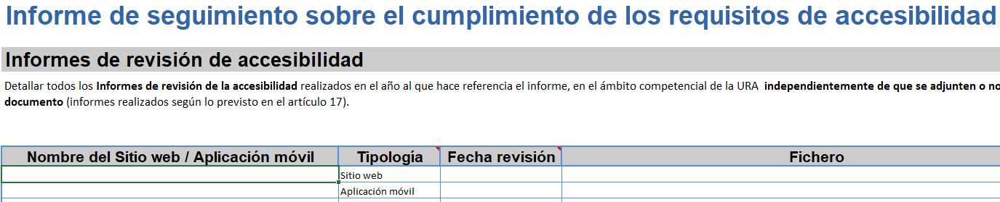 Informe de seguimiento sobre el cumplimiento de los requisitos de accesibilidad
Informes de revisión de accesibilidad
Detallar todos los Informes de revisión de la accesibilidad realizados en el año al que hace referencia el informe, en el ámbito competencial de la URA independientemente de que se adjunten o no
documento (informes realizados según lo previsto en el artículo 17).
Nombre del Sitio web / Aplicación móvil Tipología Fecha revisión Fichero
Sitio web
Aplicación móvil